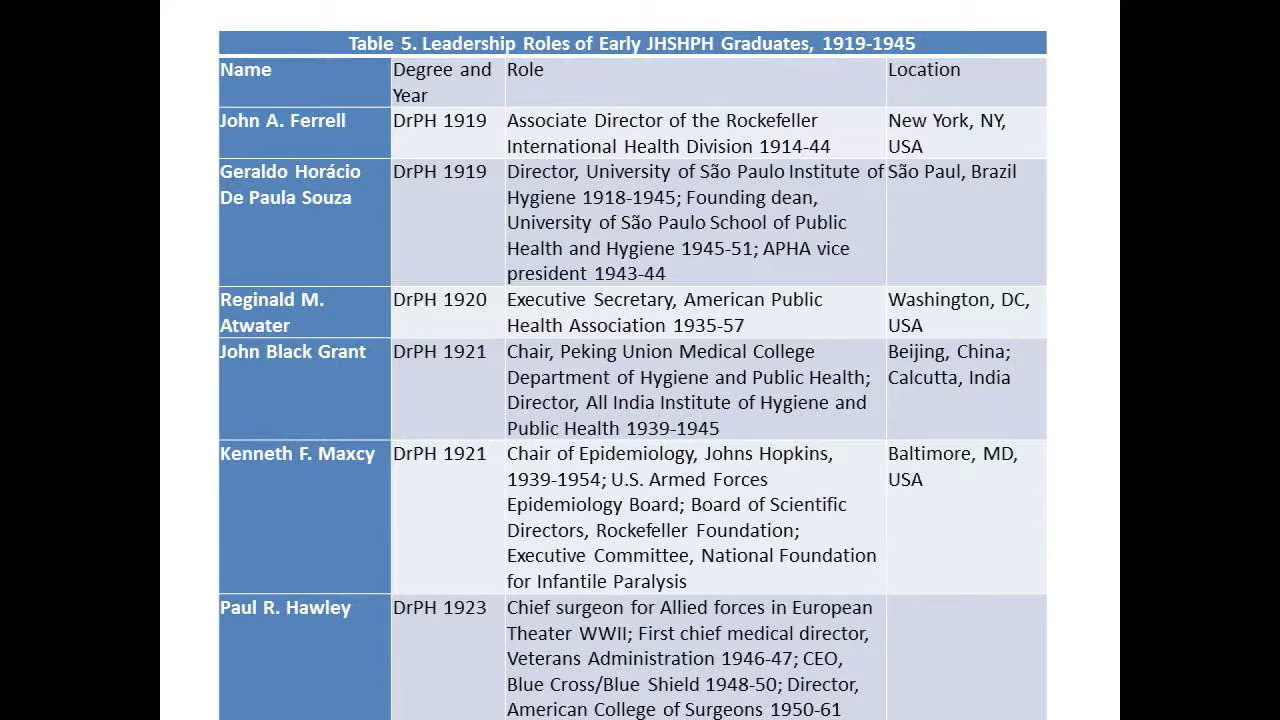 Table 5. Leadership Roles of Early JHSHPH Graduates, 1919-1945
Name
Degree and
Year
Role
Location
John A. Ferrell
DrPH 1919
Associate Director of the Rockefeller
International Health Division 1914-44
New York, NY,
USA
Geraldo Horácio
De Paula Souza
DrPH 1919
Director, University of São Paulo Institute of
Hygiene 1918-1945; Founding dean,
University of São Paulo School of Public
Health and Hygiene 1945-51; APHA vice
president 1943-44
São Paul, Brazil
Reginald M.
Atwater
DrPH 1920
Executive Secretary, American Public
Health Association 1935-57
Washington, DC,
USA
John Black Grant
DrPH 1921
Chair, Peking Union Medical College
Department of Hygiene and Public Health;
Director, All India Institute of Hygiene and
Public Health 1939-1945
Beijing, China;
Calcutta, India
Kenneth F. Maxcy
DrPH 1921
Chair of Epidemiology, Johns Hopkins,
1939-1954; U.S. Armed Forces
Epidemiology Board; Board of Scientific
Directors, Rockefeller Foundation;
Executive Committee, National Foundation
for Infantile Paralysis
Baltimore, MD,
USA
Paul R. Hawley
DrPH 1923
Chief surgeon for Allied forces in European
Theater WWII; First chief medical director,
Veterans Administration 1946-47; CEO,
Blue Cross/Blue Shield 1948-50; Director,
American College of Surgeons 1950-61